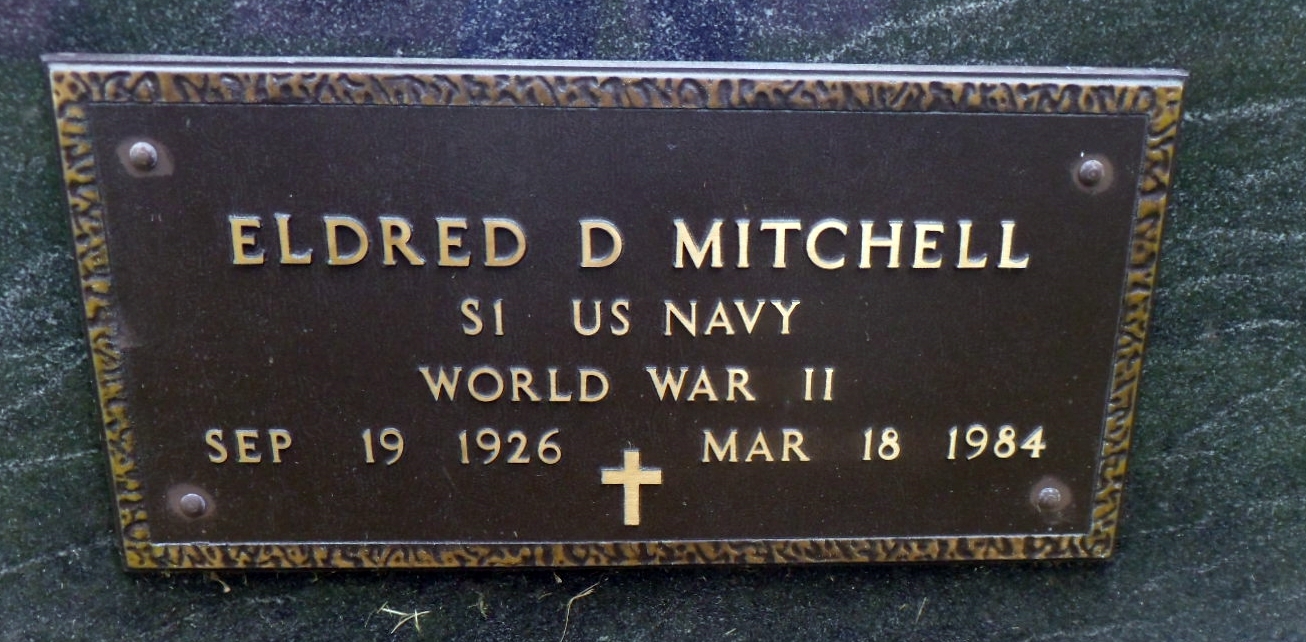 ELDRED D MITCHELL
S1 US NAVY
WORLD WAR II
SEP 19 1926 MAR 18 1984